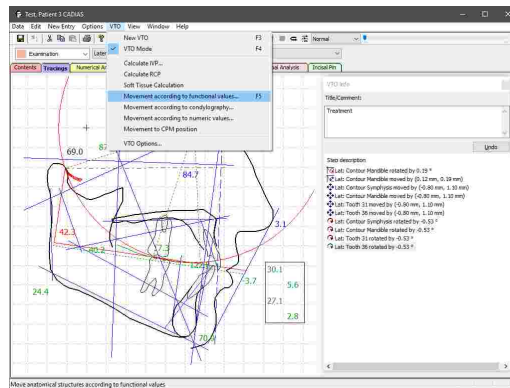 Test, Patient 3 CADIAS
Data Edit New Entry Options VTO View Window Help
Normal
Examination
Contents Tracings Numerical An
al Analysis Incisal Pin
New VTO F3
VTO Mode F4
Calculate IVP...
Calculate RCP
Soft Tissue Calculation
Movement according to functional values... F5
Movement according to condylography...
Movement according to numeric values...
Movement to CPM position
VTO Options...
69.0
87
84.7
42.3
3.1
40.2
-3.7
24.4
70.9
30.1
5.6
27.1
2.8
VTO Info
Title/Comment:
Treatment
Undo
Step description
Lat: Contour Mandible rotated by 0.19 °
Lat: Contour Mandible moved by (0.12 mm, 0.19 mm)
Lat: Contour Symphysis moved by (-0.80 mm, 1.10 mm)
Lat: Contour Mandible moved by (-0.80 mm, 1.10 mm)
Lat: Tooth 31 moved by (-0.80 mm, 1.10 mm)
Lat: Tooth 36 moved by (-0.80 mm, 1.10 mm)
Lat: Contour Symphysis rotated by -0.53 °
Lat: Contour Mandible rotated by -0.53 °
Lat: Tooth 31 rotated by -0.53 °
Lat: Tooth 36 rotated by -0.53 °
Move anatomical structures according to functional values